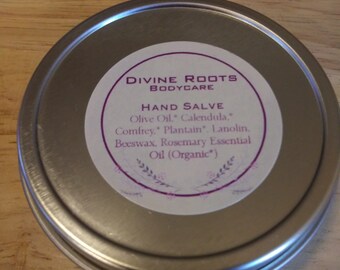 DIVINE ROOTS
BODYCARE
HAND SALVE
Olive Oil,* Calendula,*
Comfrey,* Plantain*, Lanolin,
Beeswax, Rosemary Essential
Oil (Organic*)